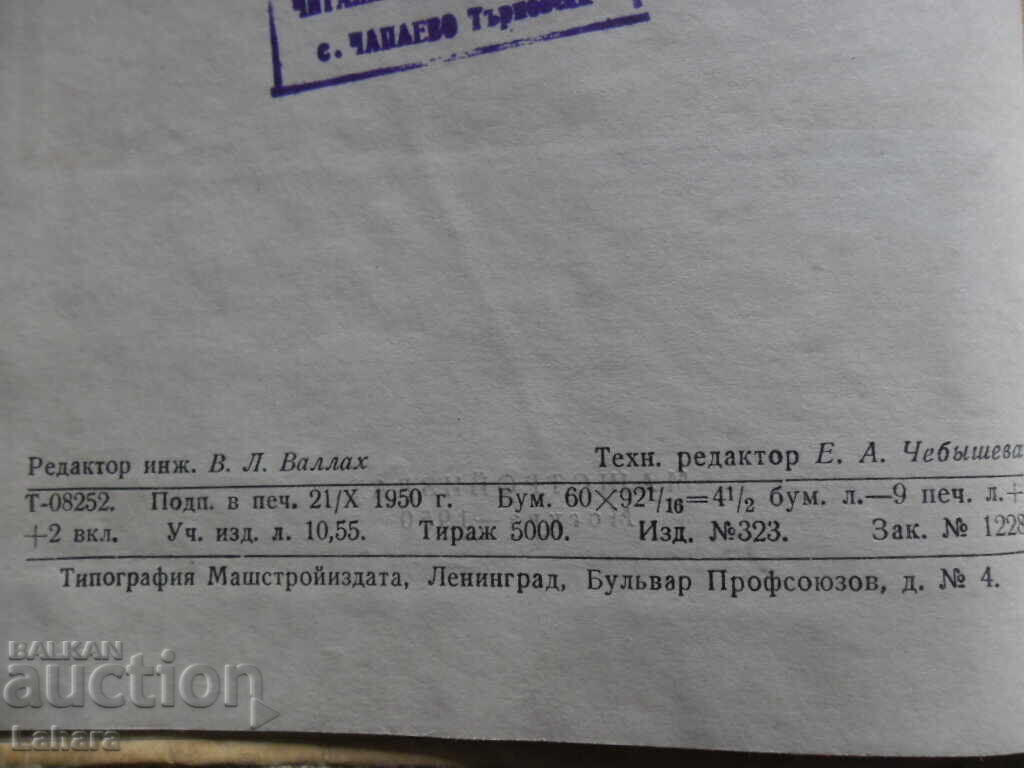 с. ЧАПАЕВО Търновска
Редактор инж. В. Л. Валлах Техн. редактор Е. А. Чебышева
Т-08252. Подп. в печ. 21/X 1950 г. Бум. 60×92¹/₁₆=4¹/₂ бум. л.—9 печ. л.+
+2 вкл. Уч. изд. л. 10,55. Тираж 5000. Изд. №323. Зак. № 1228
Типография Машстройиздата, Ленинград, Бульвар Профсоюзов, д. № 4.
BALKAN
auction
Lahara